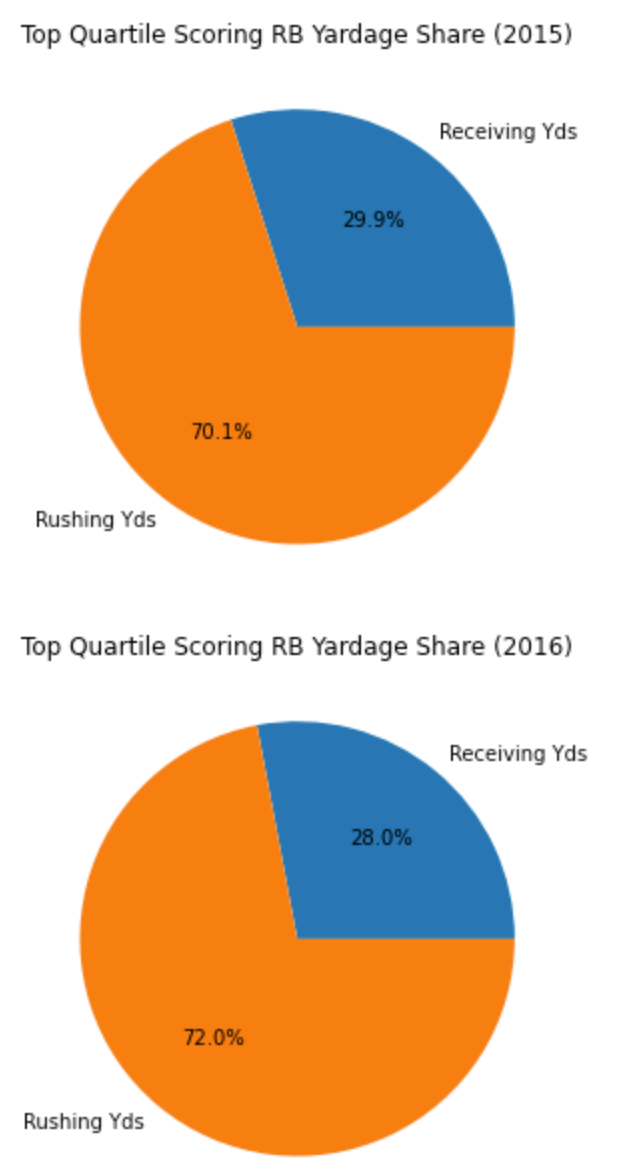 Top Quartile Scoring RB Yardage Share (2015)
Receiving Yds
29.9%
70.1%
Rushing Yds
Top Quartile Scoring RB Yardage Share (2016)
Receiving Yds
28.0%
72.0%
Rushing Yds